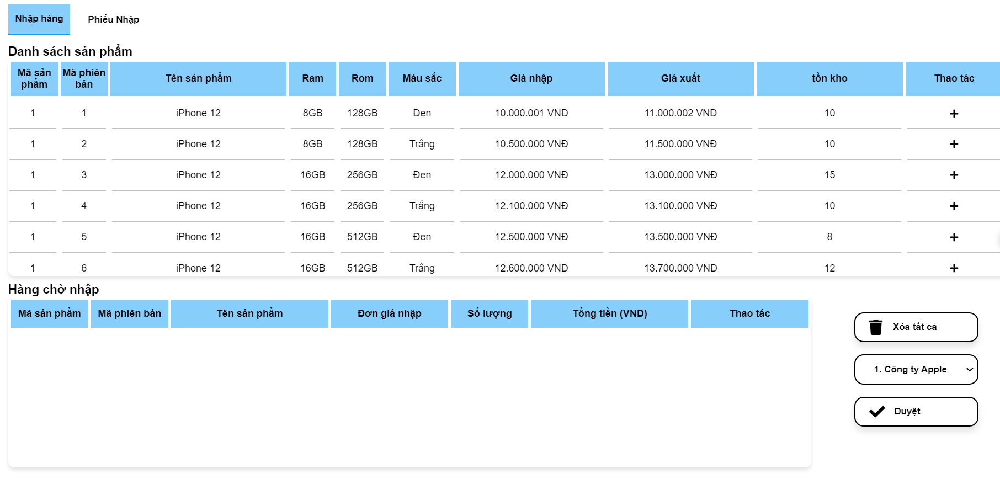 Nhập hàng Phiếu Nhập
Danh sách sản phẩm
Mã sản phẩm Mã phiên bản Tên sản phẩm Ram Rom Màu sắc Giá nhập Giá xuất tồn kho Thao tác
1 1 iPhone 12 8GB 128GB Đen 10.000.001 VNĐ 11.000.002 VNĐ 10
1 2 iPhone 12 8GB 128GB Trắng 10.500.000 VNĐ 11.500.000 VNĐ 10
1 3 iPhone 12 16GB 256GB Đen 12.000.000 VNĐ 13.000.000 VNĐ 15
1 4 iPhone 12 16GB 256GB Trắng 12.100.000 VNĐ 13.100.000 VNĐ 10
1 5 iPhone 12 16GB 512GB Đen 12.500.000 VNĐ 13.500.000 VNĐ 8
1 6 iPhone 12 16GB 512GB Trắng 12.600.000 VNĐ 13.700.000 VNĐ 12
Hàng chờ nhập
Mã sản phẩm Mã phiên bản Tên sản phẩm Đơn giá nhập Số lượng Tổng tiền (VND) Thao tác
Xóa tất cả
1. Công ty Apple
Duyệt